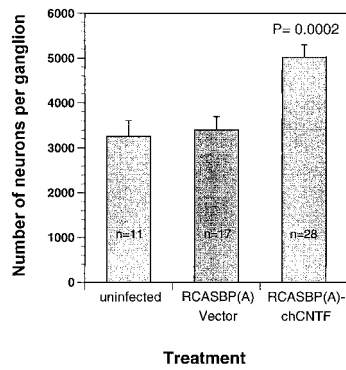 Number of neurons per ganglion
6000
5000
4000
3000
2000
1000
0
P= 0.0002
n=11
n=17
n=28
uninfected
RCASBP(A)
Vector
RCASBP(A)-
chCNTF
Treatment